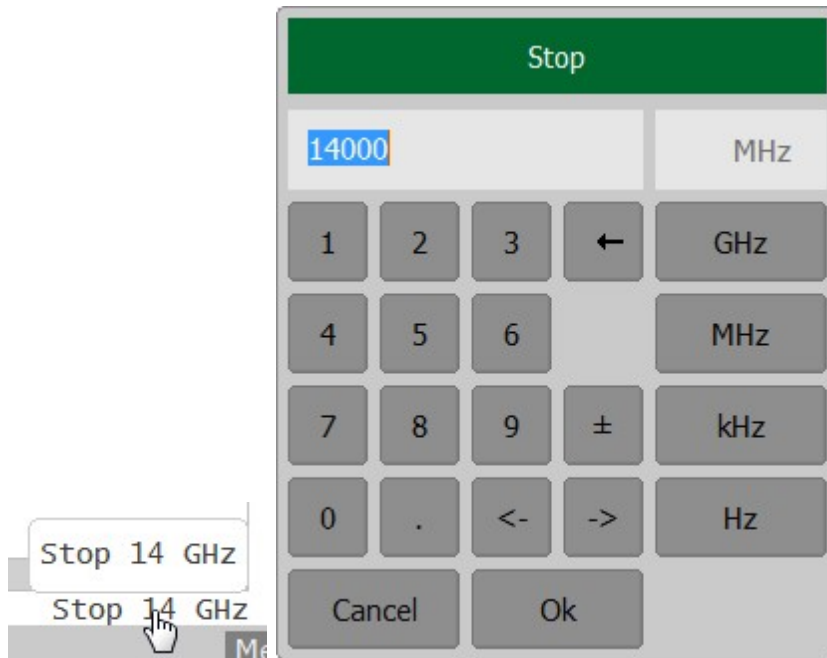 Stop
14000 MHz
1 2 3 ← GHz
4 5 6 MHz
7 8 9 ± kHz
0 . <- -> Hz
Cancel Ok
Stop 14 GHz
Stop 14 GHz